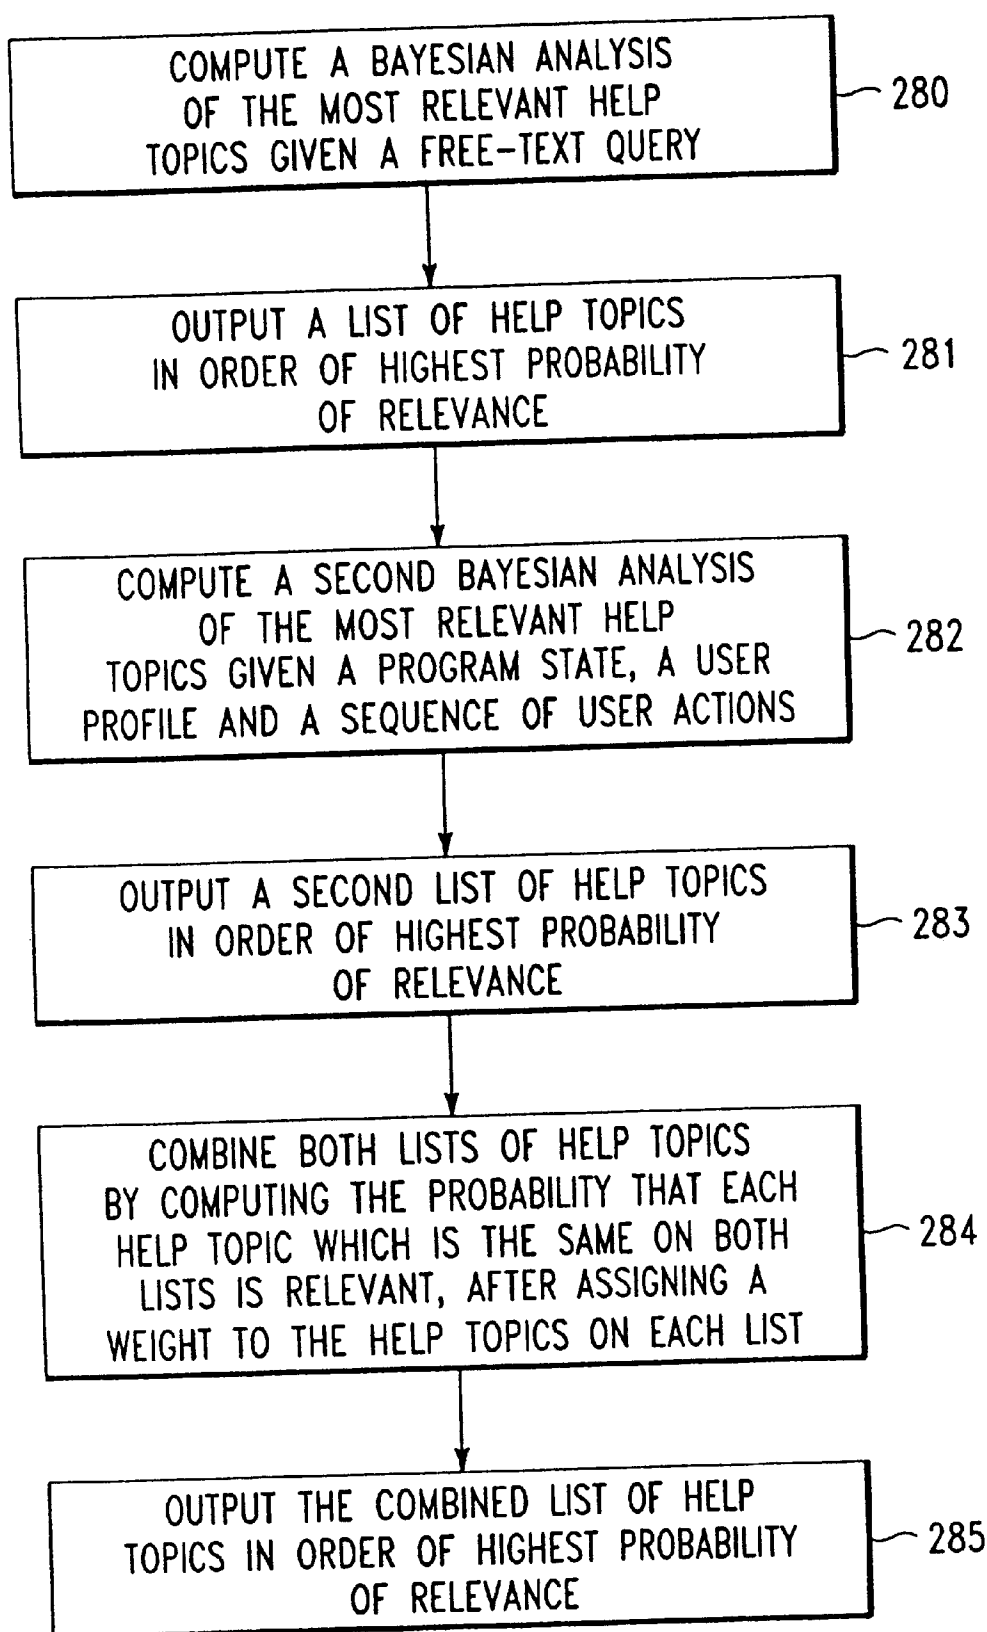 COMPUTE A BAYESIAN ANALYSIS
OF THE MOST RELEVANT HELP
TOPICS GIVEN A FREE-TEXT QUERY
280
OUTPUT A LIST OF HELP TOPICS
IN ORDER OF HIGHEST PROBABILITY
OF RELEVANCE
281
COMPUTE A SECOND BAYESIAN ANALYSIS
OF THE MOST RELEVANT HELP
TOPICS GIVEN A PROGRAM STATE, A USER
PROFILE AND A SEQUENCE OF USER ACTIONS
282
OUTPUT A SECOND LIST OF HELP TOPICS
IN ORDER OF HIGHEST PROBABILITY
OF RELEVANCE
283
COMBINE BOTH LISTS OF HELP TOPICS
BY COMPUTING THE PROBABILITY THAT EACH
HELP TOPIC WHICH IS THE SAME ON BOTH
LISTS IS RELEVANT, AFTER ASSIGNING A
WEIGHT TO THE HELP TOPICS ON EACH LIST
284
OUTPUT THE COMBINED LIST OF HELP
TOPICS IN ORDER OF HIGHEST PROBABILITY
OF RELEVANCE
285